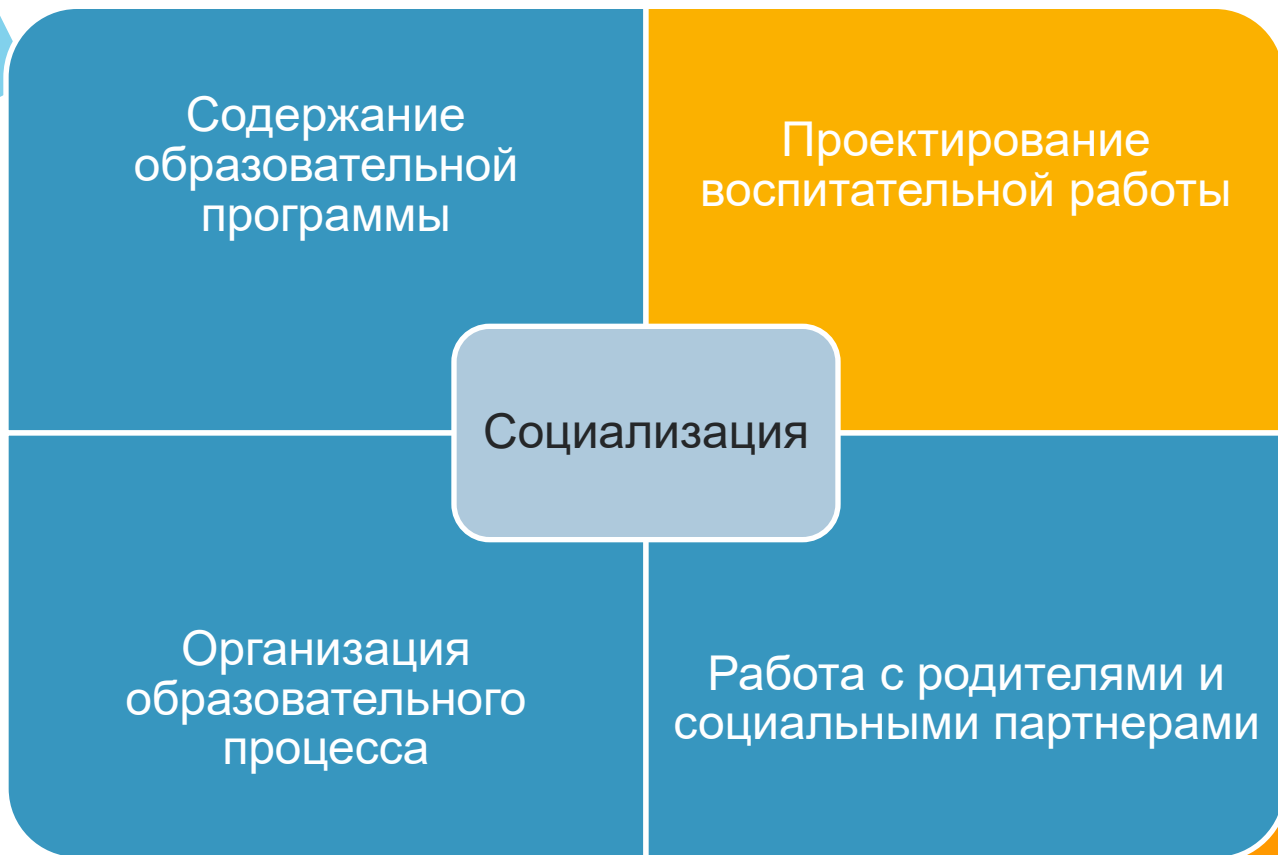 Содержание
образовательной
программы
Проектирование
воспитательной работы
Социализация
Организация
образовательного
процесса
Работа с родителями и
социальными партнерами